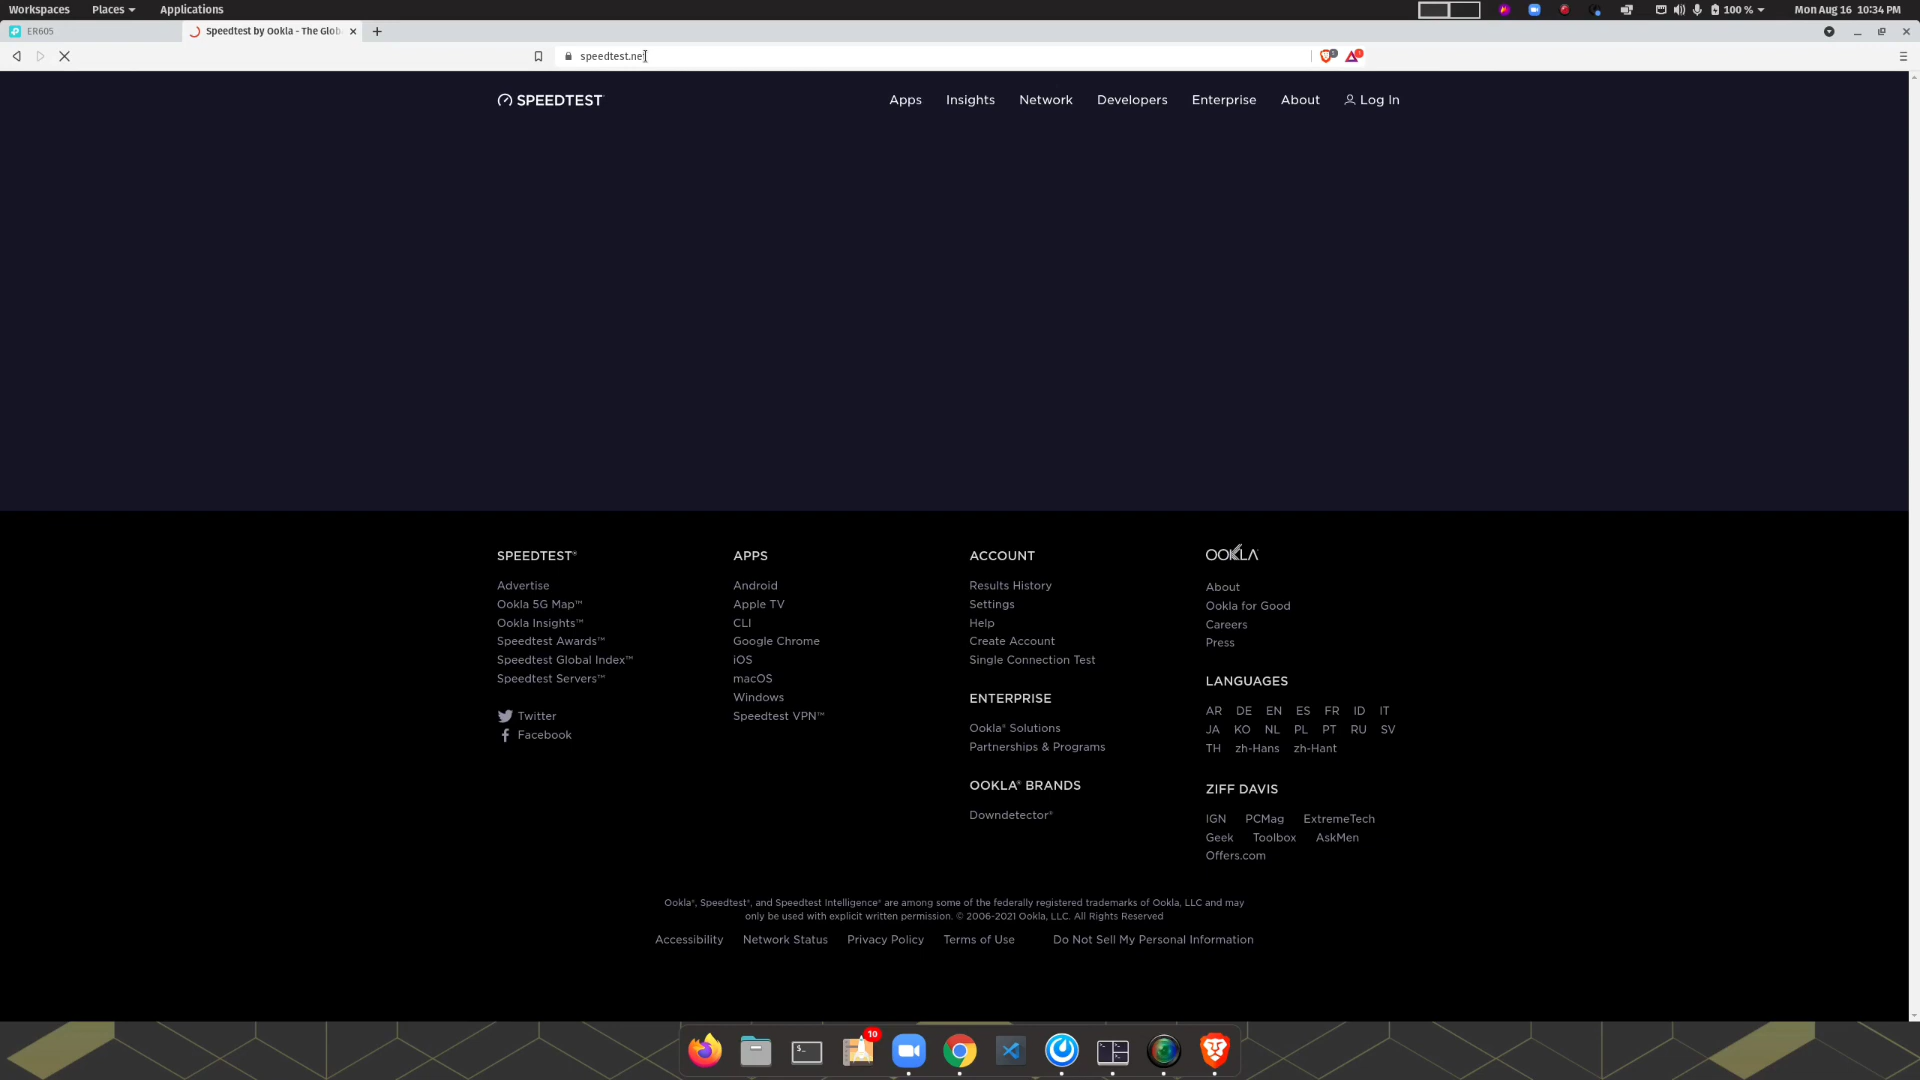 Workspaces Places Applications 100 % Mon Aug 16 10:34 PM
ER605 Speedtest by Ookla - The Glob
speedtest.net
SPEEDTEST Apps Insights Network Developers Enterprise About Log In
SPEEDTEST®
Advertise
Ookla 5G Map™
Ookla Insights™
Speedtest Awards™
Speedtest Global Index™
Speedtest Servers™
Twitter
Facebook
APPS
Android
Apple TV
CLI
Google Chrome
iOS
macOS
Windows
Speedtest VPN™
ACCOUNT
Results History
Settings
Help
Create Account
Single Connection Test
ENTERPRISE
Ookla® Solutions
Partnerships & Programs
OOKLA® BRANDS
Downdetector®
OOKLA
About
Ookla for Good
Careers
Press
LANGUAGES
AR DE EN ES FR ID IT
JA KO NL PL PT RU SV
TH zh-Hans zh-Hant
ZIFF DAVIS
IGN PCMag ExtremeTech
Geek Toolbox AskMen
Offers.com
Ookla®, Speedtest®, and Speedtest Intelligence® are among some of the federally registered trademarks of Ookla, LLC and may
only be used with explicit written permission. © 2006-2021 Ookla, LLC. All Rights Reserved
Accessibility Network Status Privacy Policy Terms of Use Do Not Sell My Personal Information
10
$_